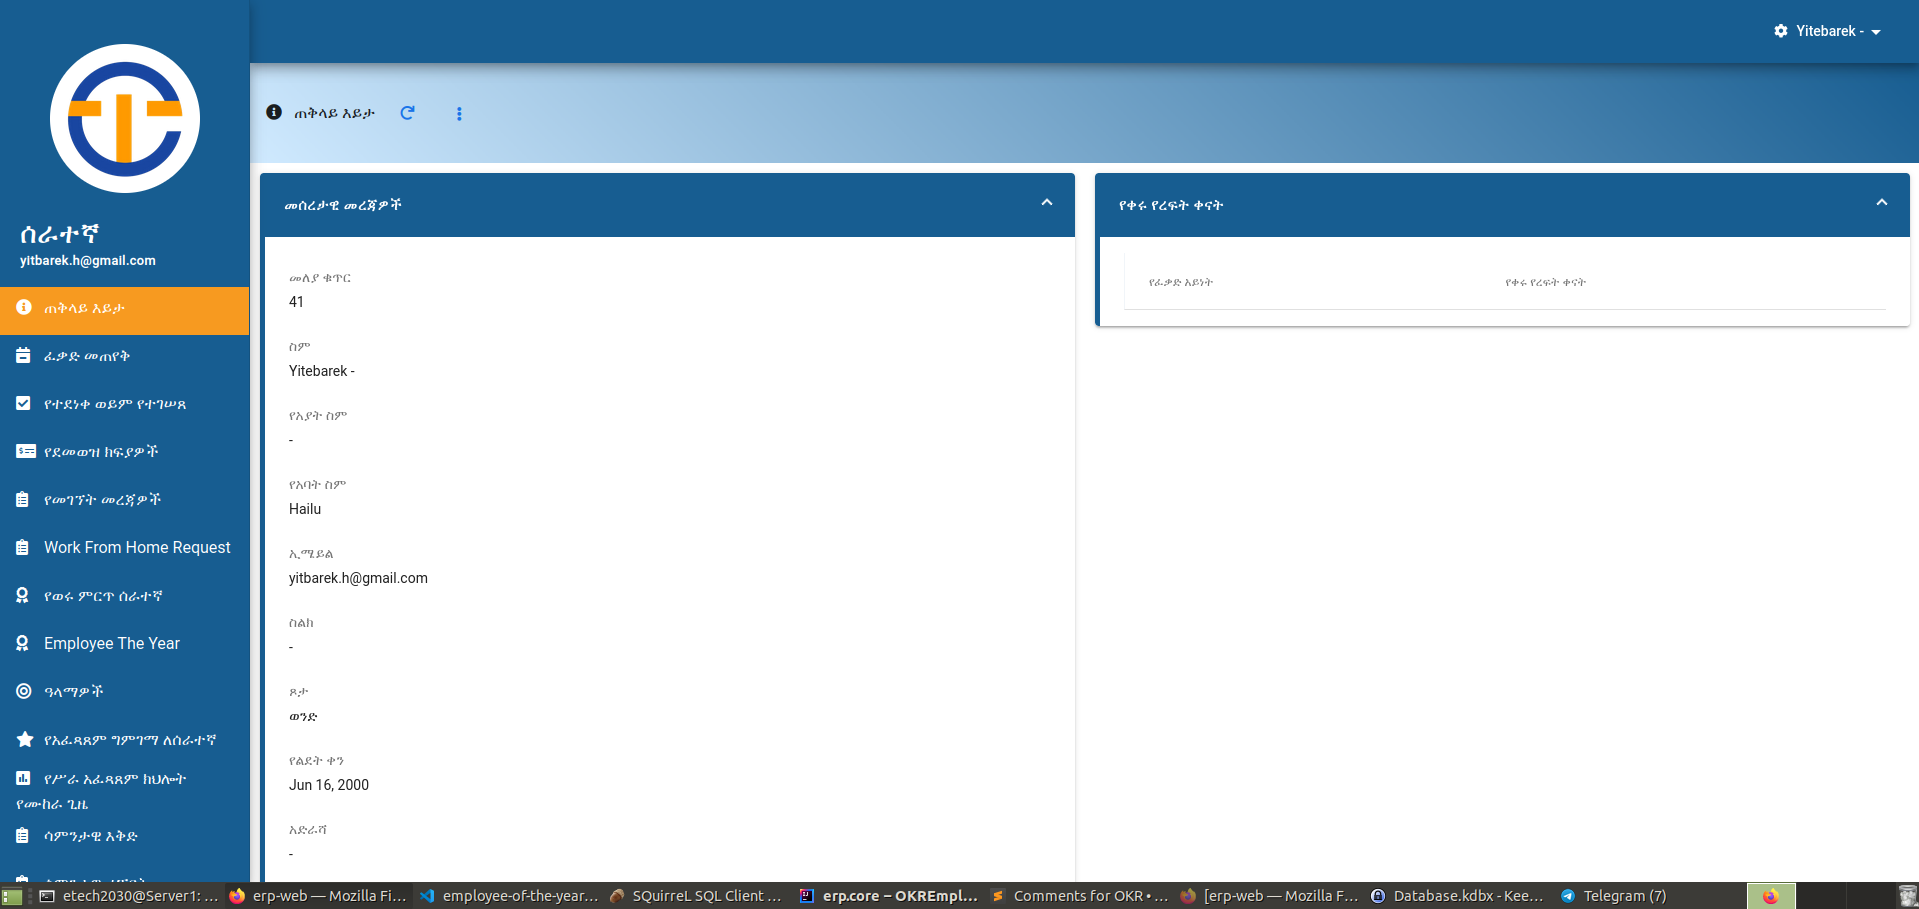 Yitebarek -
ጠቅላይ እይታ
ሰራተኛ
yitbarek.h@gmail.com
ጠቅላይ እይታ
ፈቃድ መጠየቅ
የተደነቀ ወይም የተገሠጸ
የደመወዝ ክፍያዎች
የመገኘት መረጃዎች
Work From Home Request
የወሩ ምርጥ ሰራተኛ
Employee The Year
ዓላማዎች
የአፈጻጸም ግምገማ ለሰራተኛ
የሥራ አፈጻጸም ክህሎት
የሙከራ ጊዜ
ሳምንታዊ እቅድ
መሰረታዊ መረጃዎች
መለያ ቁጥር
41
ስም
Yitebarek -
የአያት ስም
-
የአባት ስም
Hailu
ኢሜይል
yitbarek.h@gmail.com
ስልክ
-
ጾታ
ወንድ
የልደት ቀን
Jun 16, 2000
አድራሻ
-
የቀሩ የረፍት ቀናት
የፈቃድ አይነት የቀሩ የረፍት ቀናት
etech2030@Server1: ... erp-web — Mozilla Fi... employee-of-the-year... SQuirreL SQL Client ... erp.core – OKREmpl... Comments for OKR • ... [erp-web — Mozilla F... Database.kdbx - Kee... Telegram (7)